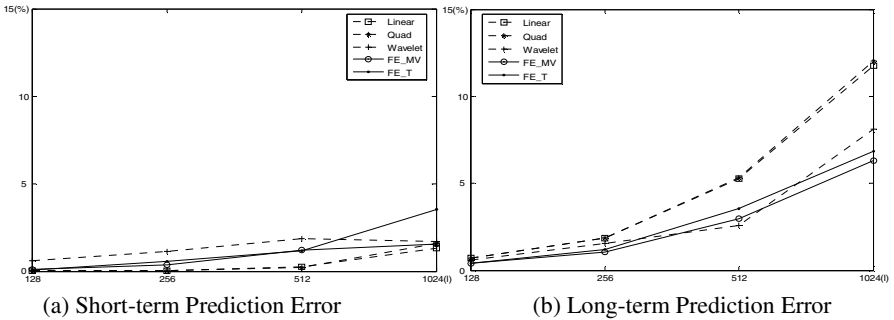 15(%)
10
5
0
128
256
512
1024(l)
Linear
Quad
Wavelet
FE_MV
FE_T
(a) Short-term Prediction Error
15(%)
10
5
0
128
256
512
1024(l)
Linear
Quad
Wavelet
FE_MV
FE_T
(b) Long-term Prediction Error